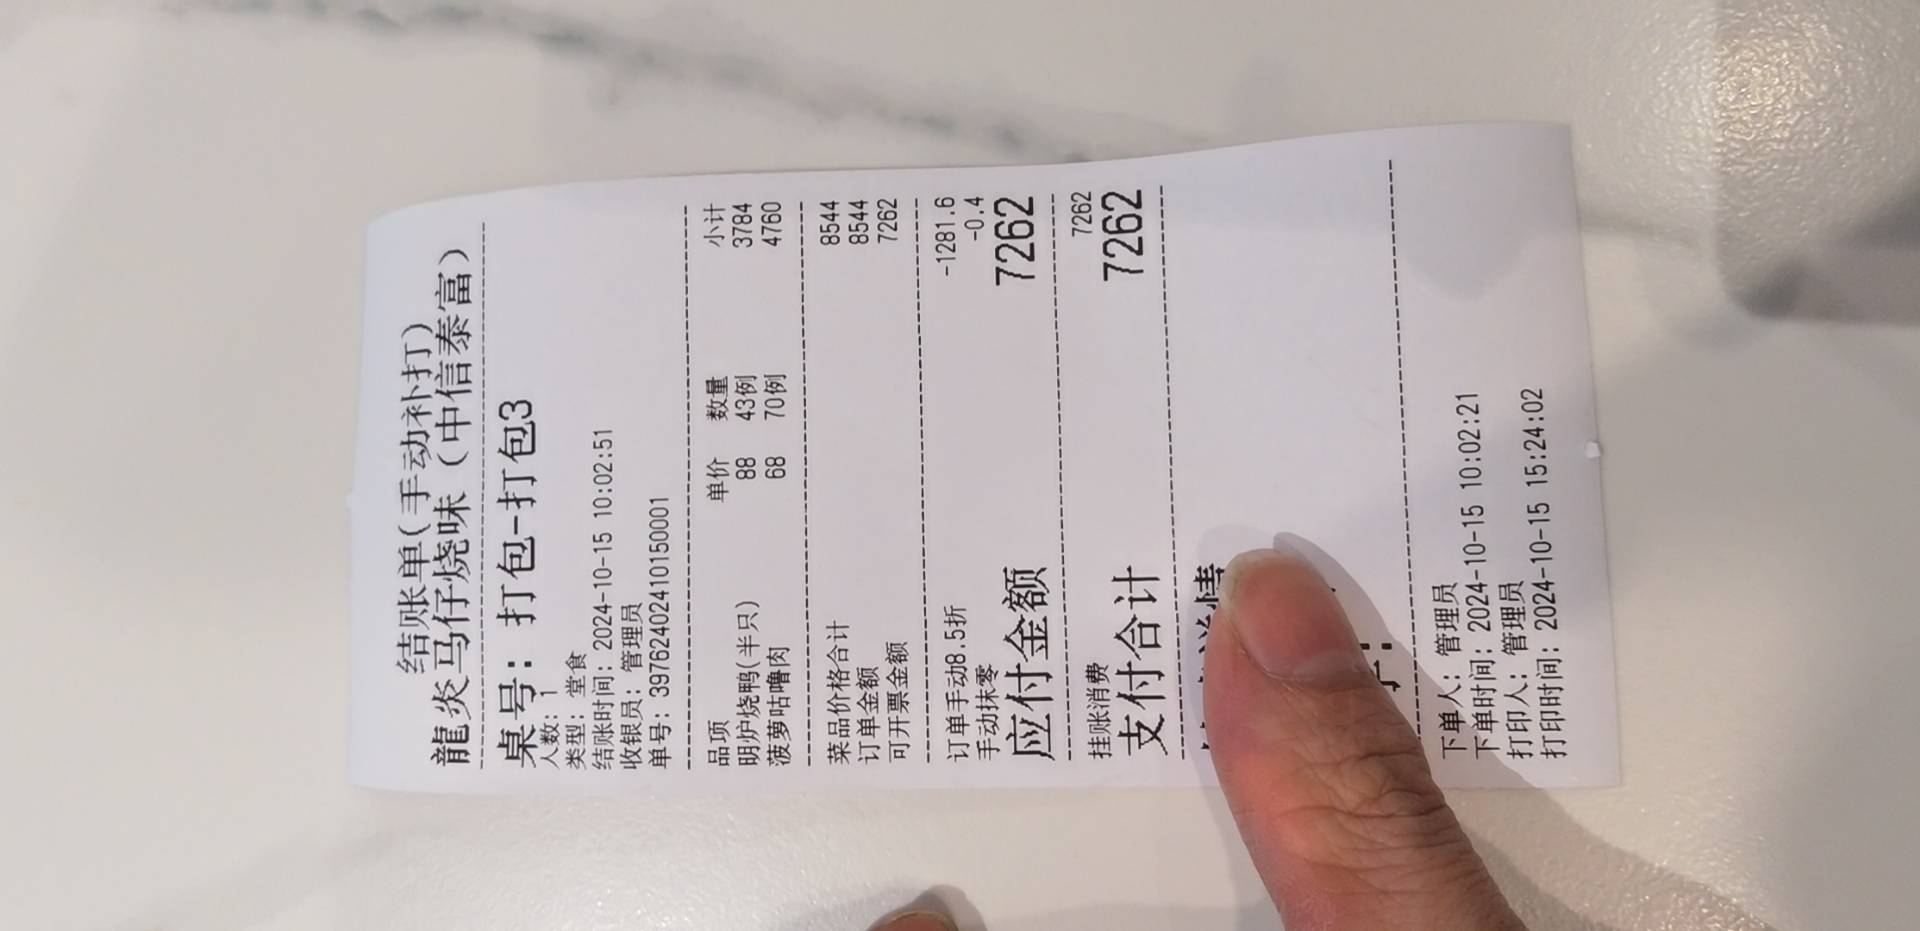 结账单(手动补打)
龍炎马仔烧味（中信泰富）
桌号：打包-打包3
人数：1
类型：堂食
结账时间：2024-10-15 10:02:51
收银员：管理员
单号：39762402410150001
品项 单价 数量 小计
明炉烧鸭(半只) 88 43例 3784
菠萝咕噜肉 68 70例 4760
菜品价格合计 8544
订单金额 8544
可开票金额 7262
订单手动8.5折 -1281.6
手动抹零 -0.4
应付金额 7262
挂账消费 7262
支付合计 7262
下单人：管理员
下单时间：2024-10-15 10:02:21
打印人：管理员
打印时间：2024-10-15 15:24:02